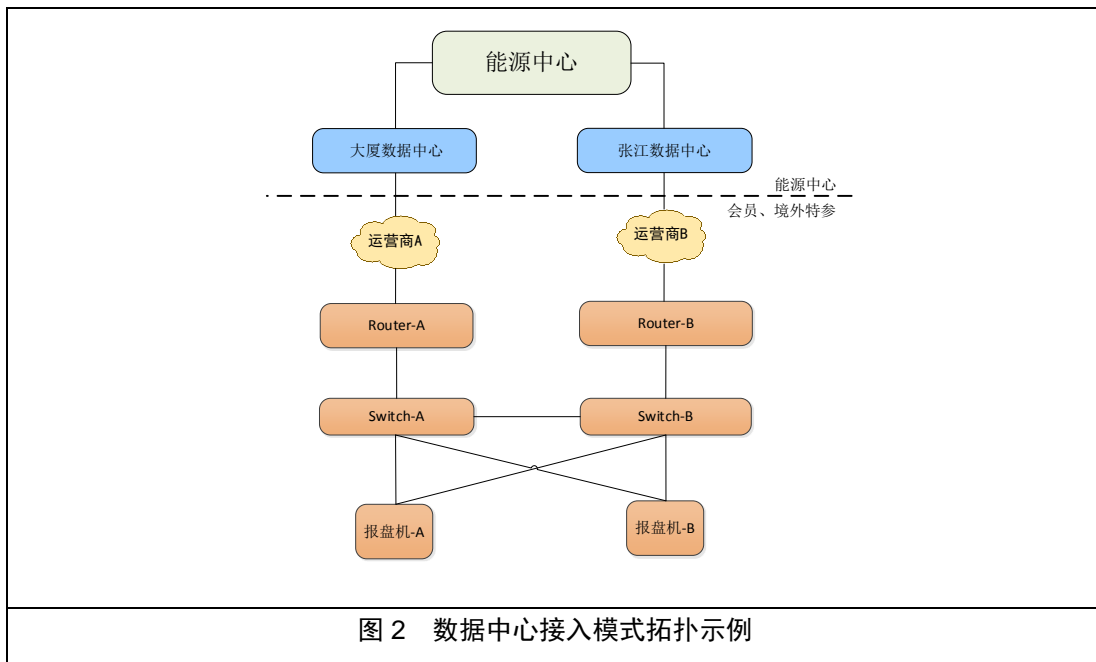 能源中心
大厦数据中心
张江数据中心
能源中心
会员、境外特参
运营商A
运营商B
Router-A
Router-B
Switch-A
Switch-B
报盘机-A
报盘机-B
图 2 数据中心接入模式拓扑示例